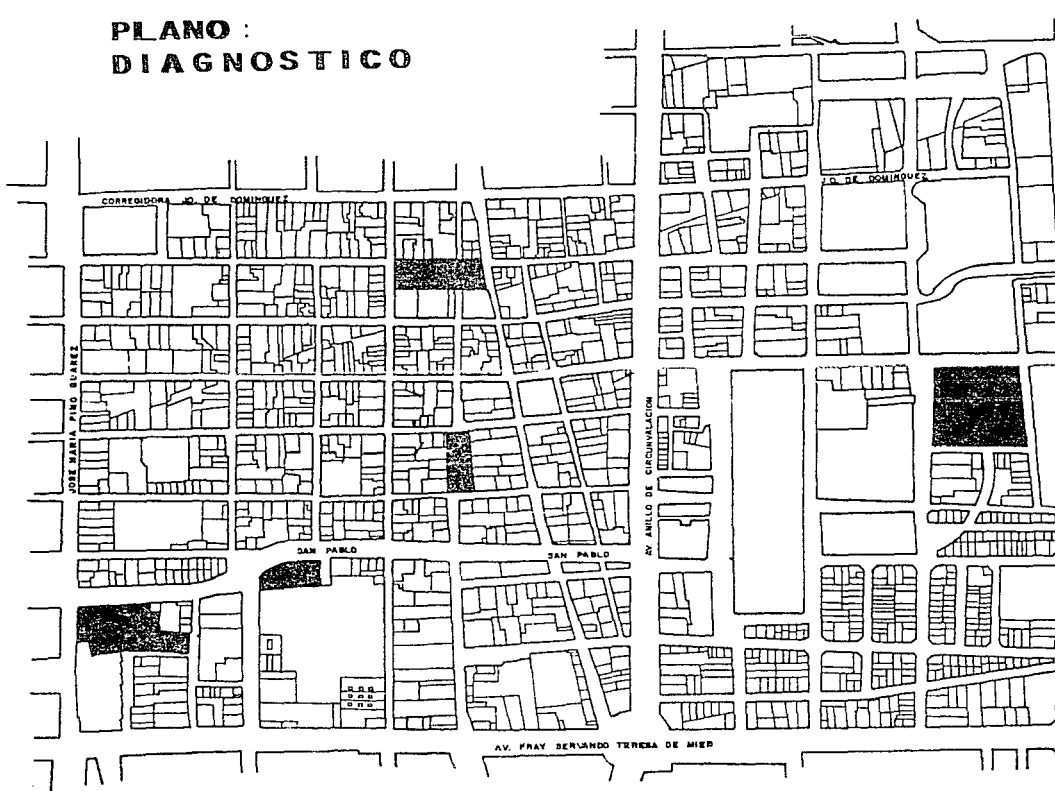 PLANO :
DIAGNOSTICO
CORREGIDORA JO. DE DOMINGUEZ
JO. DE DOMINGUEZ
JOSE MARIA PINO SUAREZ
AV. ANILLO DE CIRCUNVALACION
SAN PABLO
SAN PABLO
AV. FRAY SERVANDO TERESA DE MIER